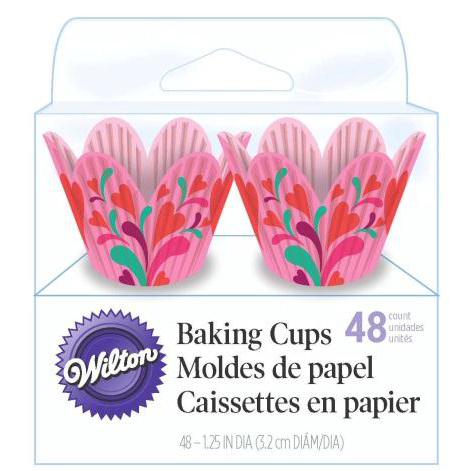 Wilton
Baking Cups
Moldes de papel
Caissettes en papier
48
count
unidades
unités
48 – 1.25 IN DIA (3.2 cm DIÁM/DIA)